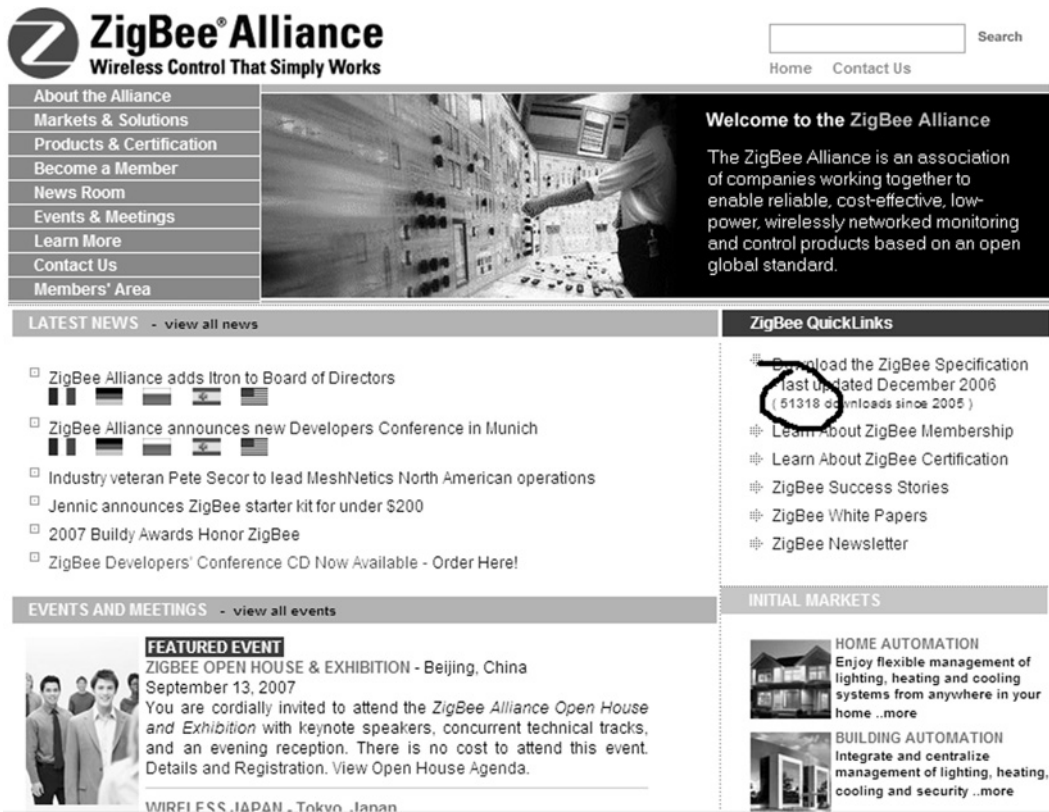 ZigBee® Alliance
Wireless Control That Simply Works
Search
Home Contact Us
About the Alliance
Markets & Solutions
Products & Certification
Become a Member
News Room
Events & Meetings
Learn More
Contact Us
Members' Area
Welcome to the ZigBee Alliance
The ZigBee Alliance is an association
of companies working together to
enable reliable, cost-effective, low-
power, wirelessly networked monitoring
and control products based on an open
global standard.
LATEST NEWS - view all news
ZigBee Alliance adds Itron to Board of Directors
ZigBee Alliance announces new Developers Conference in Munich
Industry veteran Pete Secor to lead MeshNetics North American operations
Jennic announces ZigBee starter kit for under $200
2007 Buildy Awards Honor ZigBee
ZigBee Developers' Conference CD Now Available - Order Here!
ZigBee QuickLinks
Download the ZigBee Specification
- last updated December 2006
( 51318 downloads since 2005 )
Learn About ZigBee Membership
Learn About ZigBee Certification
ZigBee Success Stories
ZigBee White Papers
ZigBee Newsletter
EVENTS AND MEETINGS - view all events
FEATURED EVENT
ZIGBEE OPEN HOUSE & EXHIBITION - Beijing, China
September 13, 2007
You are cordially invited to attend the ZigBee Alliance Open House
and Exhibition with keynote speakers, concurrent technical tracks,
and an evening reception. There is no cost to attend this event.
Details and Registration. View Open House Agenda.
WIRELESS JAPAN - Tokyo, Japan
INITIAL MARKETS
HOME AUTOMATION
Enjoy flexible management of
lighting, heating and cooling
systems from anywhere in your
home ..more
BUILDING AUTOMATION
Integrate and centralize
management of lighting, heating,
cooling and security ..more